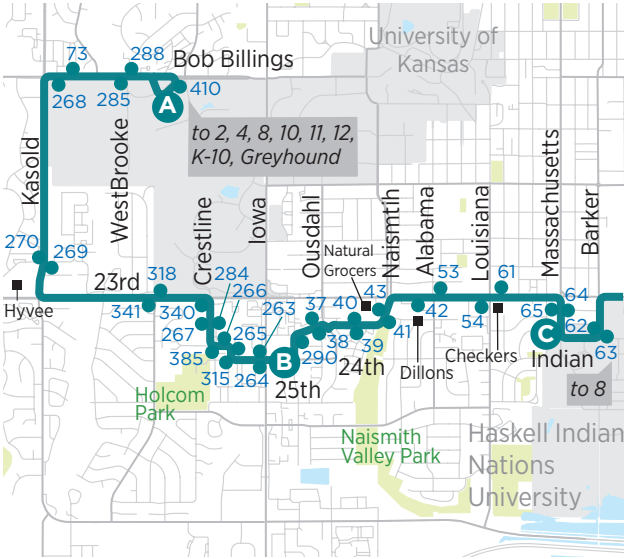 University of
Kansas
73
288
Bob Billings
268
285
410
A
to 2, 4, 8, 10, 11, 12,
K-10, Greyhound
Kasold
WestBrooke
Crestline
Iowa
Ousdahl
Naismtih
Alabama
Louisiana
Massachusetts
Barker
270
269
Hyvee
23rd
318
341
340
267
385
284
266
265
263
315
264
B
25th
290
37
38
40
39
24th
Natural
Grocers
43
41
53
42
Dillons
54
61
Checkers
65
64
62
63
C
Indian
to 8
Holcom
Park
Naismith
Valley Park
Haskell Indian
Nations
University